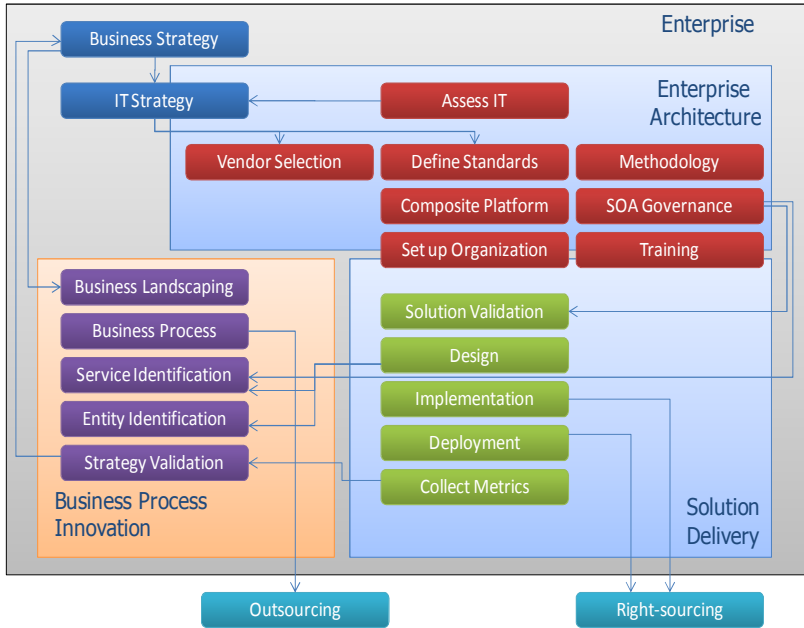 Enterprise
Business Strategy
IT Strategy
Assess IT
Enterprise
Architecture
Vendor Selection
Define Standards
Methodology
Composite Platform
SOA Governance
Set up Organization
Training
Business Landscaping
Business Process
Service Identification
Entity Identification
Strategy Validation
Business Process
Innovation
Solution Validation
Design
Implementation
Deployment
Collect Metrics
Solution
Delivery
Outsourcing
Right-sourcing